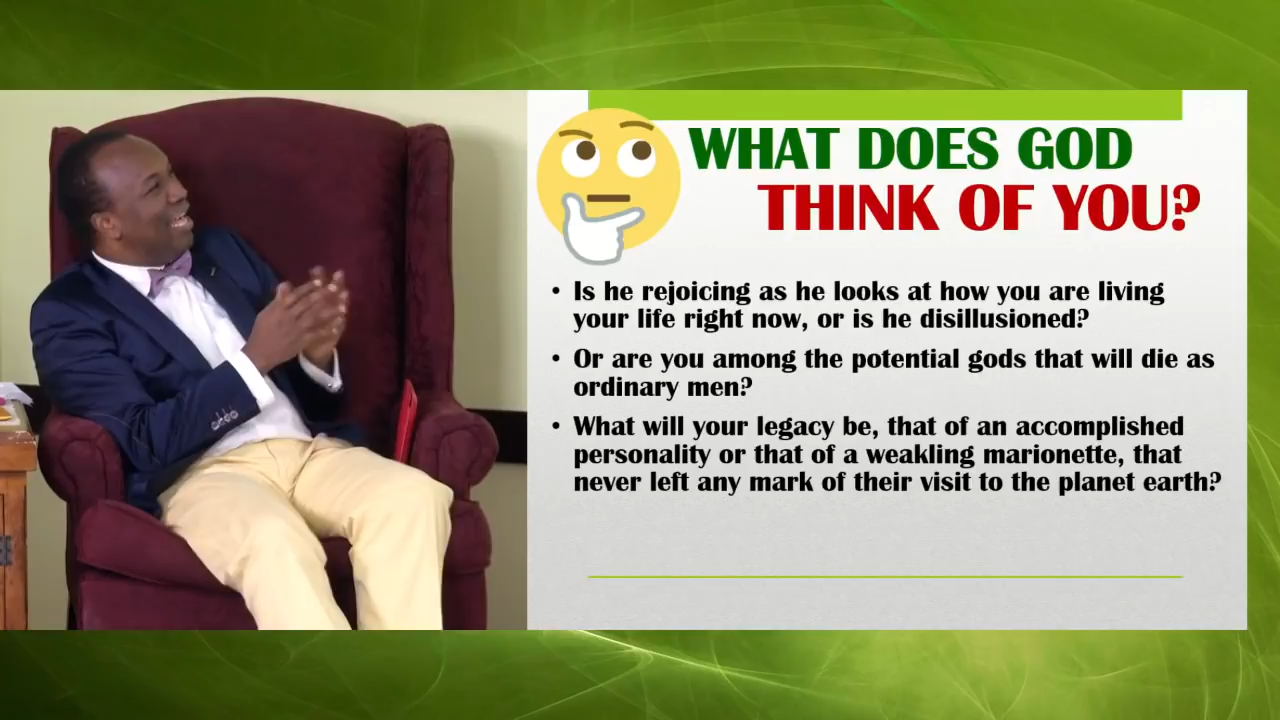 WHAT DOES GOD
THINK OF YOU?
• Is he rejoicing as he looks at how you are living
your life right now, or is he disillusioned?
• Or are you among the potential gods that will die as
ordinary men?
• What will your legacy be, that of an accomplished
personality or that of a weakling marionette, that
never left any mark of their visit to the planet earth?